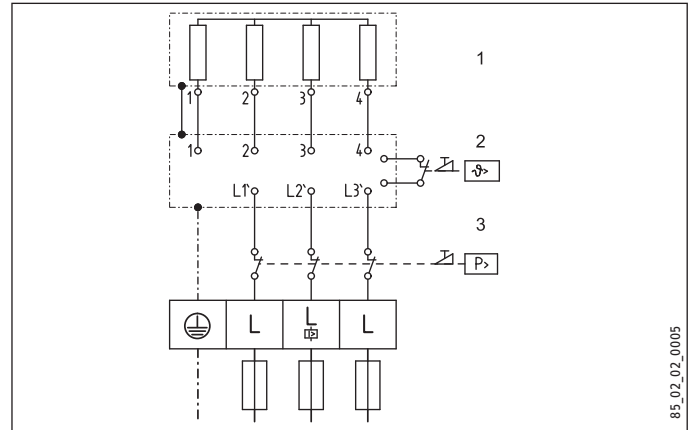 1
1 2 3 4
2
1 2 3 4
ϑ>
L1` L2` L3`
3
P>
L L L
I>
85_02_02_0005